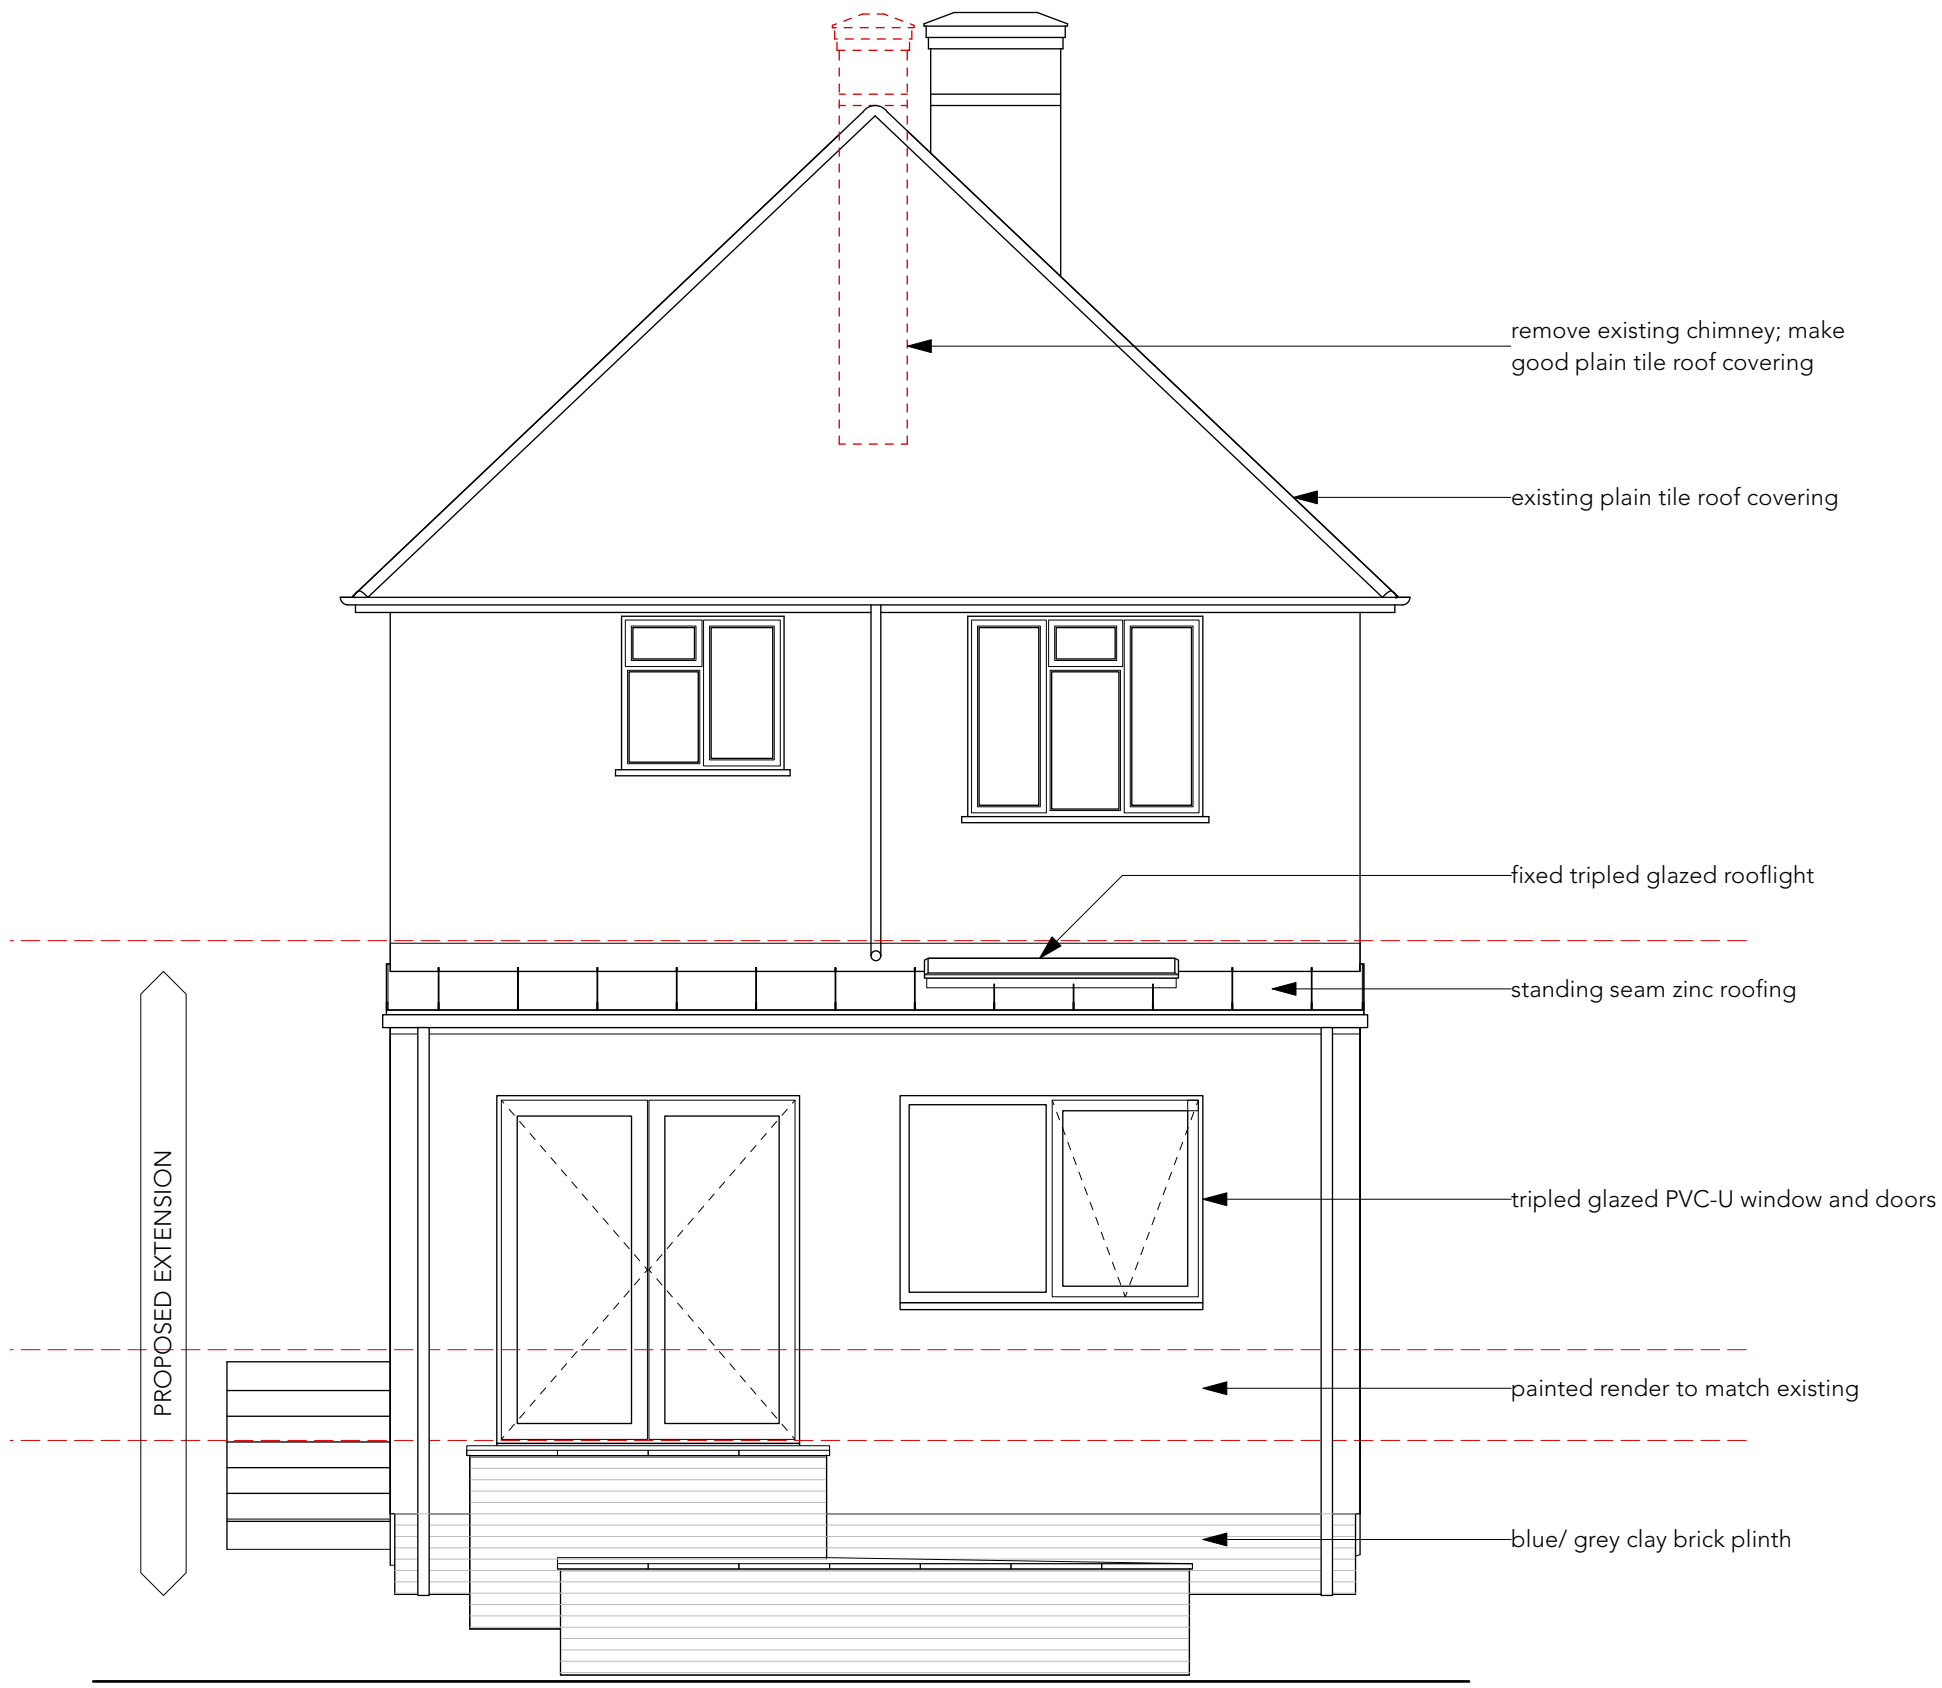 remove existing chimney; make
good plain tile roof covering
existing plain tile roof covering
fixed tripled glazed rooflight
standing seam zinc roofing
PROPOSED EXTENSION
tripled glazed PVC-U window and doors
painted render to match existing
blue/ grey clay brick plinth